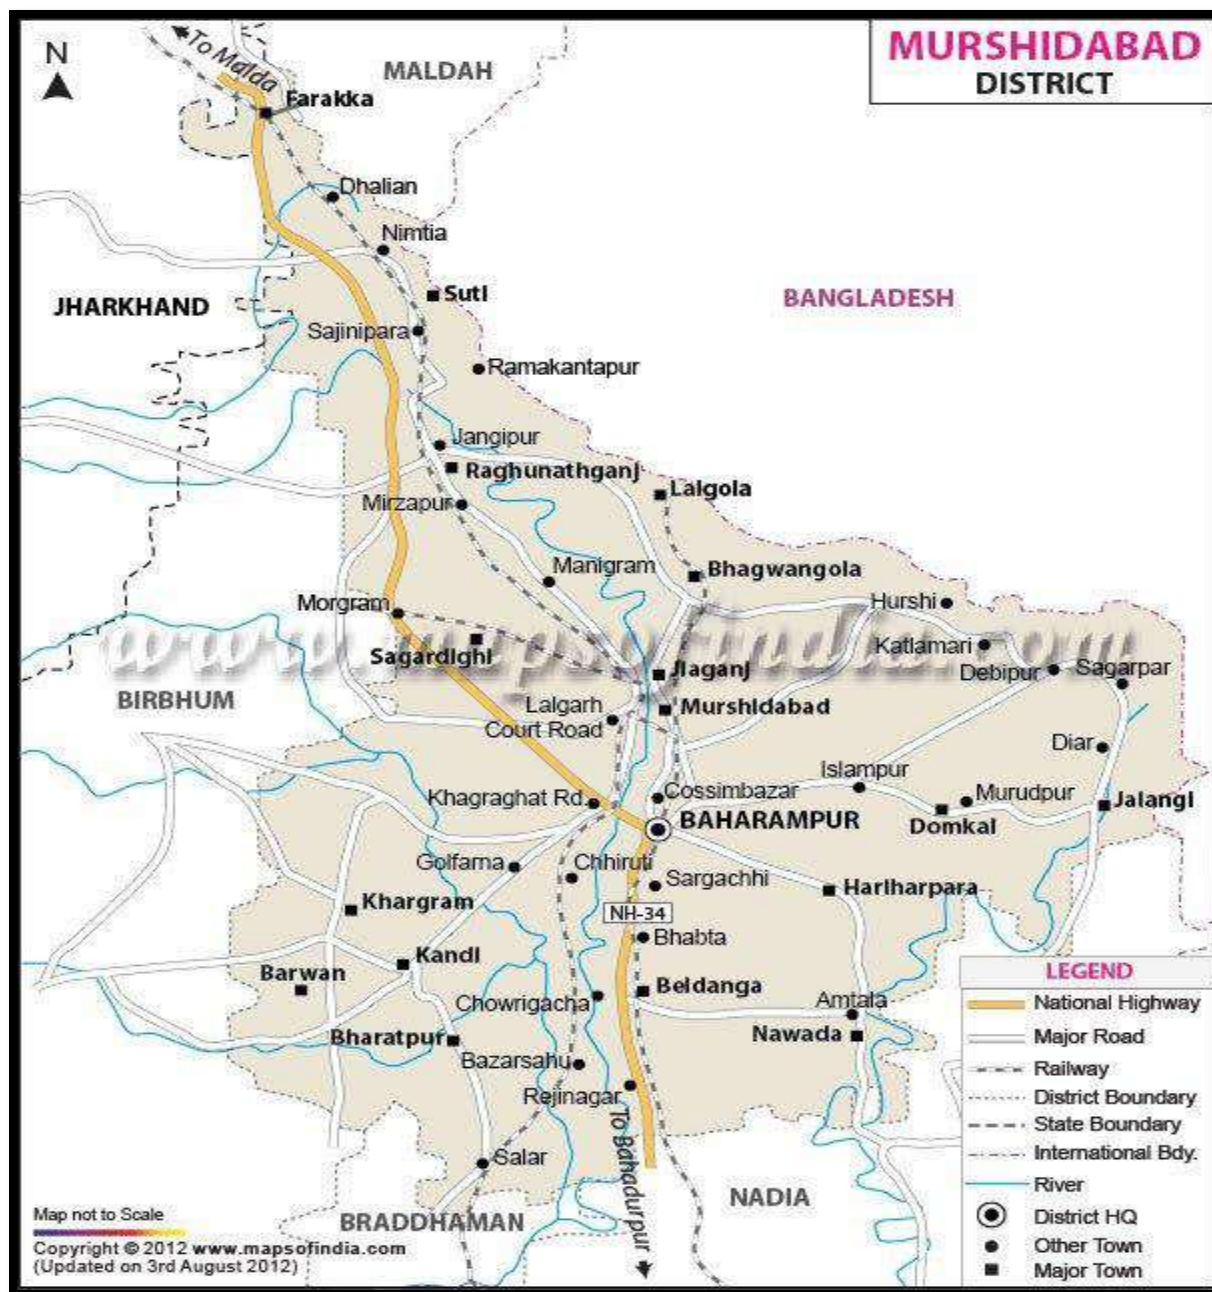 MURSHIDABAD
DISTRICT
N
To Malda
MALDAH
Farakka
Dhalian
Nimtia
JHARKHAND
Suti
BANGLADESH
Sajinipara
Ramakantapur
Jangipur
Raghunathganj
Lalgola
Mirzapur
Manigram
Bhagwangola
Morgram
Hurshi
www.mapsofindia.com
Katlamari
Sagardighi
Jiaganj
Debipur
Sagarpar
BIRBHUM
Lalgarh
Court Road
Murshidabad
Diar
Islampur
Khagraghat Rd.
Cossimbazar
Murudpur
Jalangi
BAHARAMPUR
Domkal
Golfarna
Chhiruti
Sargachhi
Hariharpara
Khargram
NH-34
Bhabta
Kandi
Barwan
Beldanga
Chowrigacha
Amtala
Nawada
Bharatpur
Bazarsahu
Rejinagar
To Bahadurpur
Salar
NADIA
BRADDHAMAN
LEGEND
National Highway
Major Road
Railway
District Boundary
State Boundary
International Bdy.
River
District HQ
Other Town
Major Town
Map not to Scale
Copyright © 2012 www.mapsofindia.com
(Updated on 3rd August 2012)